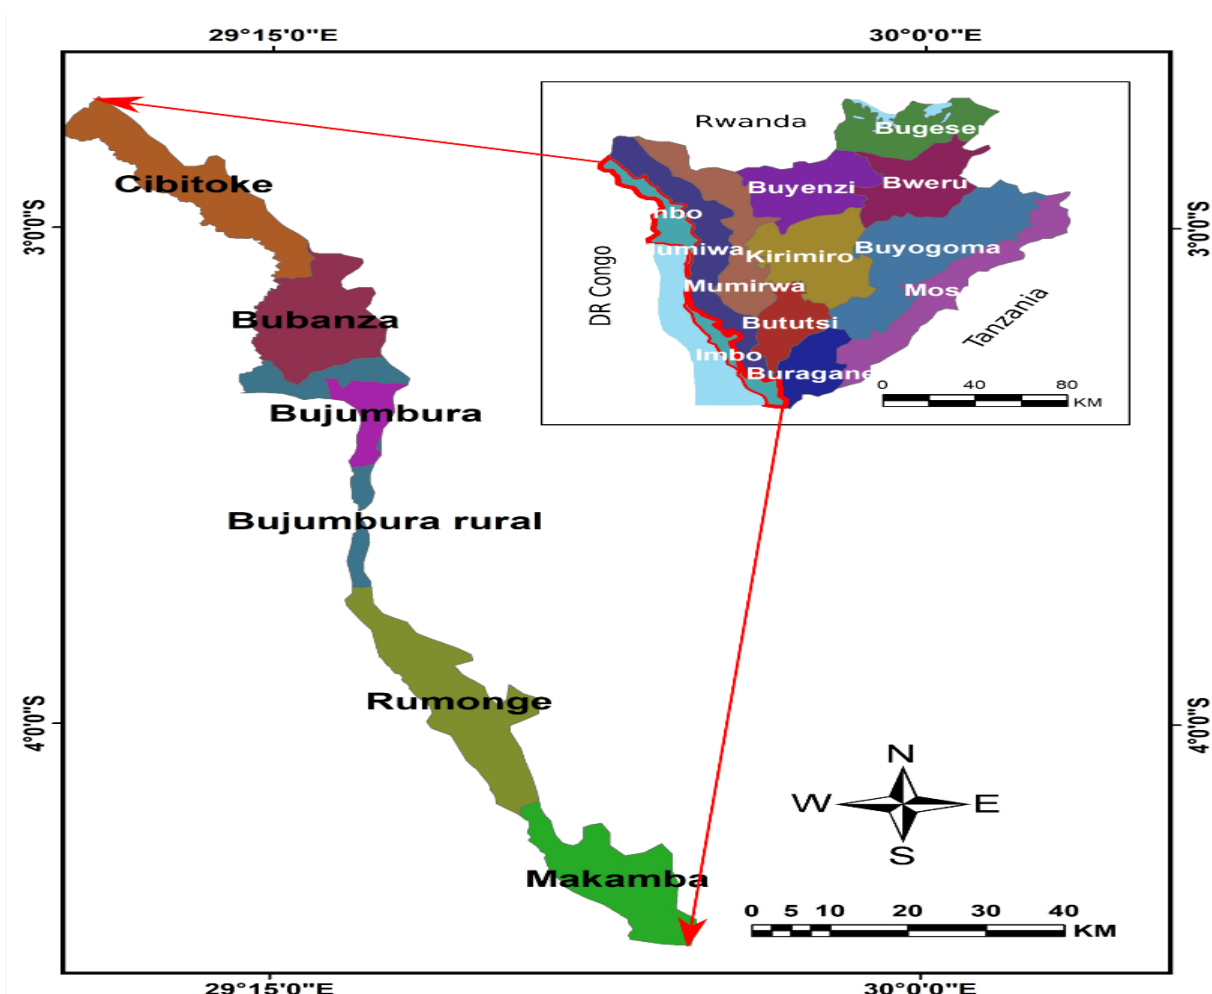 29°15'0"E
30°0'0"E
3°0'0"S
3°0'0"S
4°0'0"S
4°0'0"S
29°15'0"E
30°0'0"E
Rwanda
DR Congo
Tanzania
Bugeser
Buyenzi
Bweru
nbo
umiwa
Kirimiro
Buyogoma
Mumirwa
Mos
Bututsi
Imbo
Buragane
0 40 80
KM
Cibitoke
Bubanza
Bujumbura
Bujumbura rural
Rumonge
Makamba
N
W E
S
0 5 10 20 30 40
KM